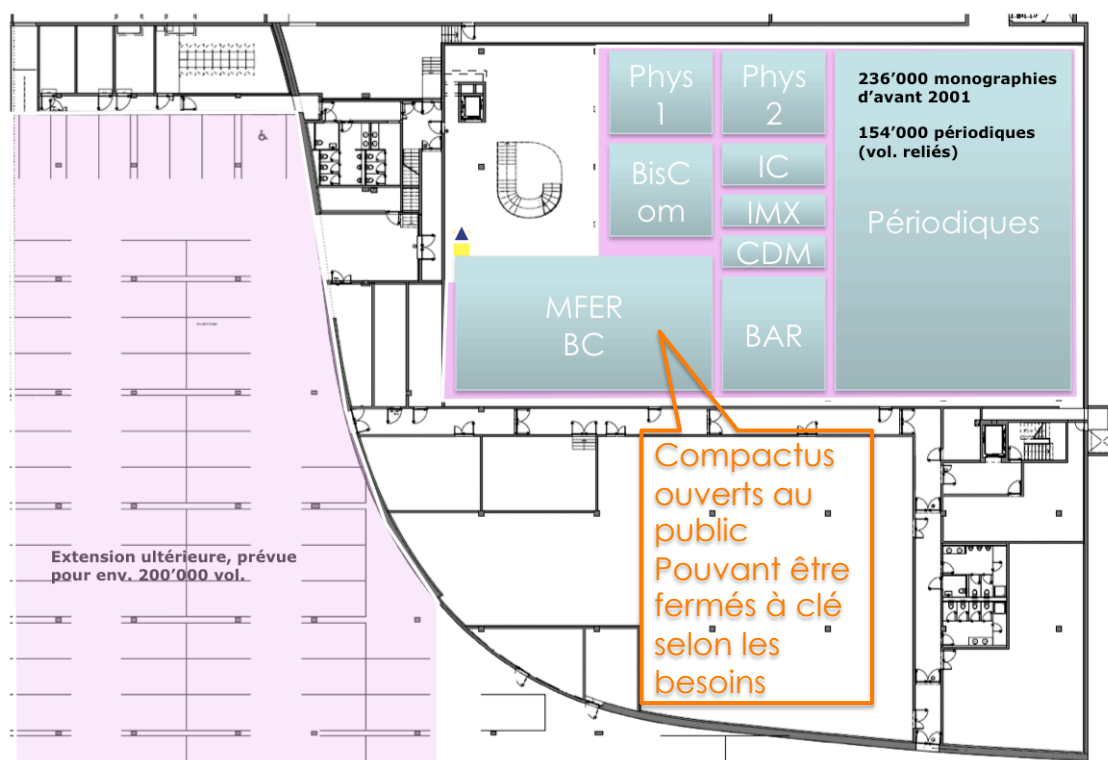 Phys
1
Phys
2
236’000 monographies
d’avant 2001
154’000 périodiques
(vol. reliés)
IC
BisC
om
IMX
Périodiques
CDM
MFER
BC
BAR
Compactus
ouverts au
public
Pouvant être
fermés à clé
selon les
besoins
Extension ultérieure, prévue
pour env. 200’000 vol.